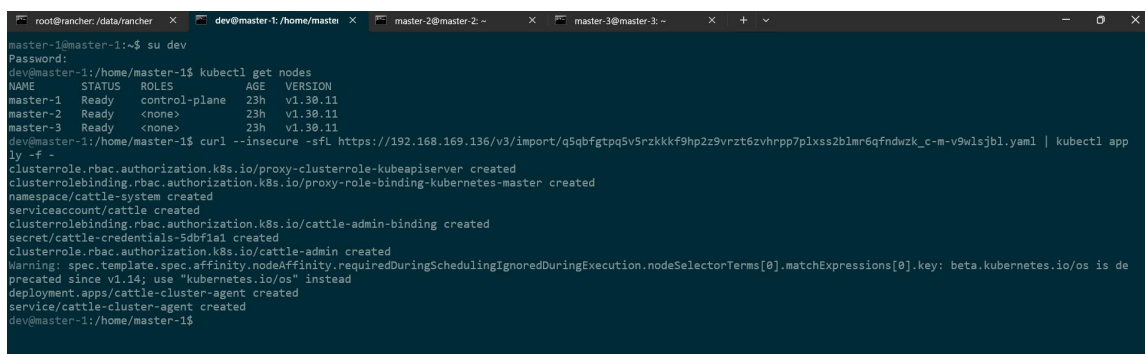 root@rancher: /data/rancher × dev@master-1: /home/master × master-2@master-2: ~ × master-3@master-3: ~ × + ∨ — ×
master-1@master-1:~$ su dev
Password:
dev@master-1:/home/master-1$ kubectl get nodes
NAME STATUS ROLES AGE VERSION
master-1 Ready control-plane 23h v1.30.11
master-2 Ready <none> 23h v1.30.11
master-3 Ready <none> 23h v1.30.11
dev@master-1:/home/master-1$ curl --insecure -sfL https://192.168.169.136/v3/import/q5qbfgtpq5v5rzkkkf9hp2z9vrzt6zvhrpp7plxss2blmr6qfndwzk_c-m-v9wlsjbl.yaml | kubectl app
ly -f -
clusterrole.rbac.authorization.k8s.io/proxy-clusterrole-kubeapiserver created
clusterrolebinding.rbac.authorization.k8s.io/proxy-role-binding-kubernetes-master created
namespace/cattle-system created
serviceaccount/cattle created
clusterrolebinding.rbac.authorization.k8s.io/cattle-admin-binding created
secret/cattle-credentials-5dbf1a1 created
clusterrole.rbac.authorization.k8s.io/cattle-admin created
Warning: spec.template.spec.affinity.nodeAffinity.requiredDuringSchedulingIgnoredDuringExecution.nodeSelectorTerms[0].matchExpressions[0].key: beta.kubernetes.io/os is de
precated since v1.14; use "kubernetes.io/os" instead
deployment.apps/cattle-cluster-agent created
service/cattle-cluster-agent created
dev@master-1:/home/master-1$